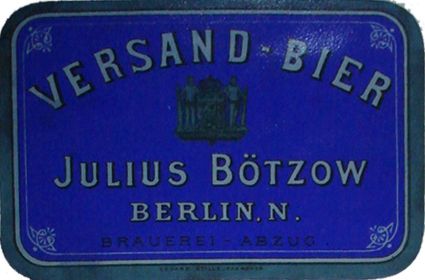 VERSAND-BIER
JULIUS BÖTZOW
BERLIN. N.
BRAUEREI-ABZUG.